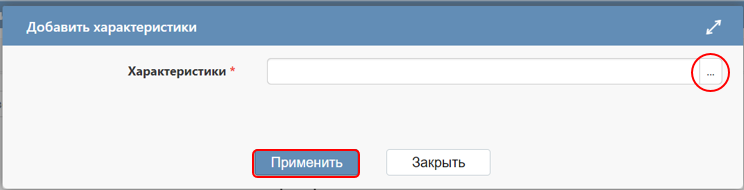 Добавить характеристики
Характеристики * ...
Применить Закрыть